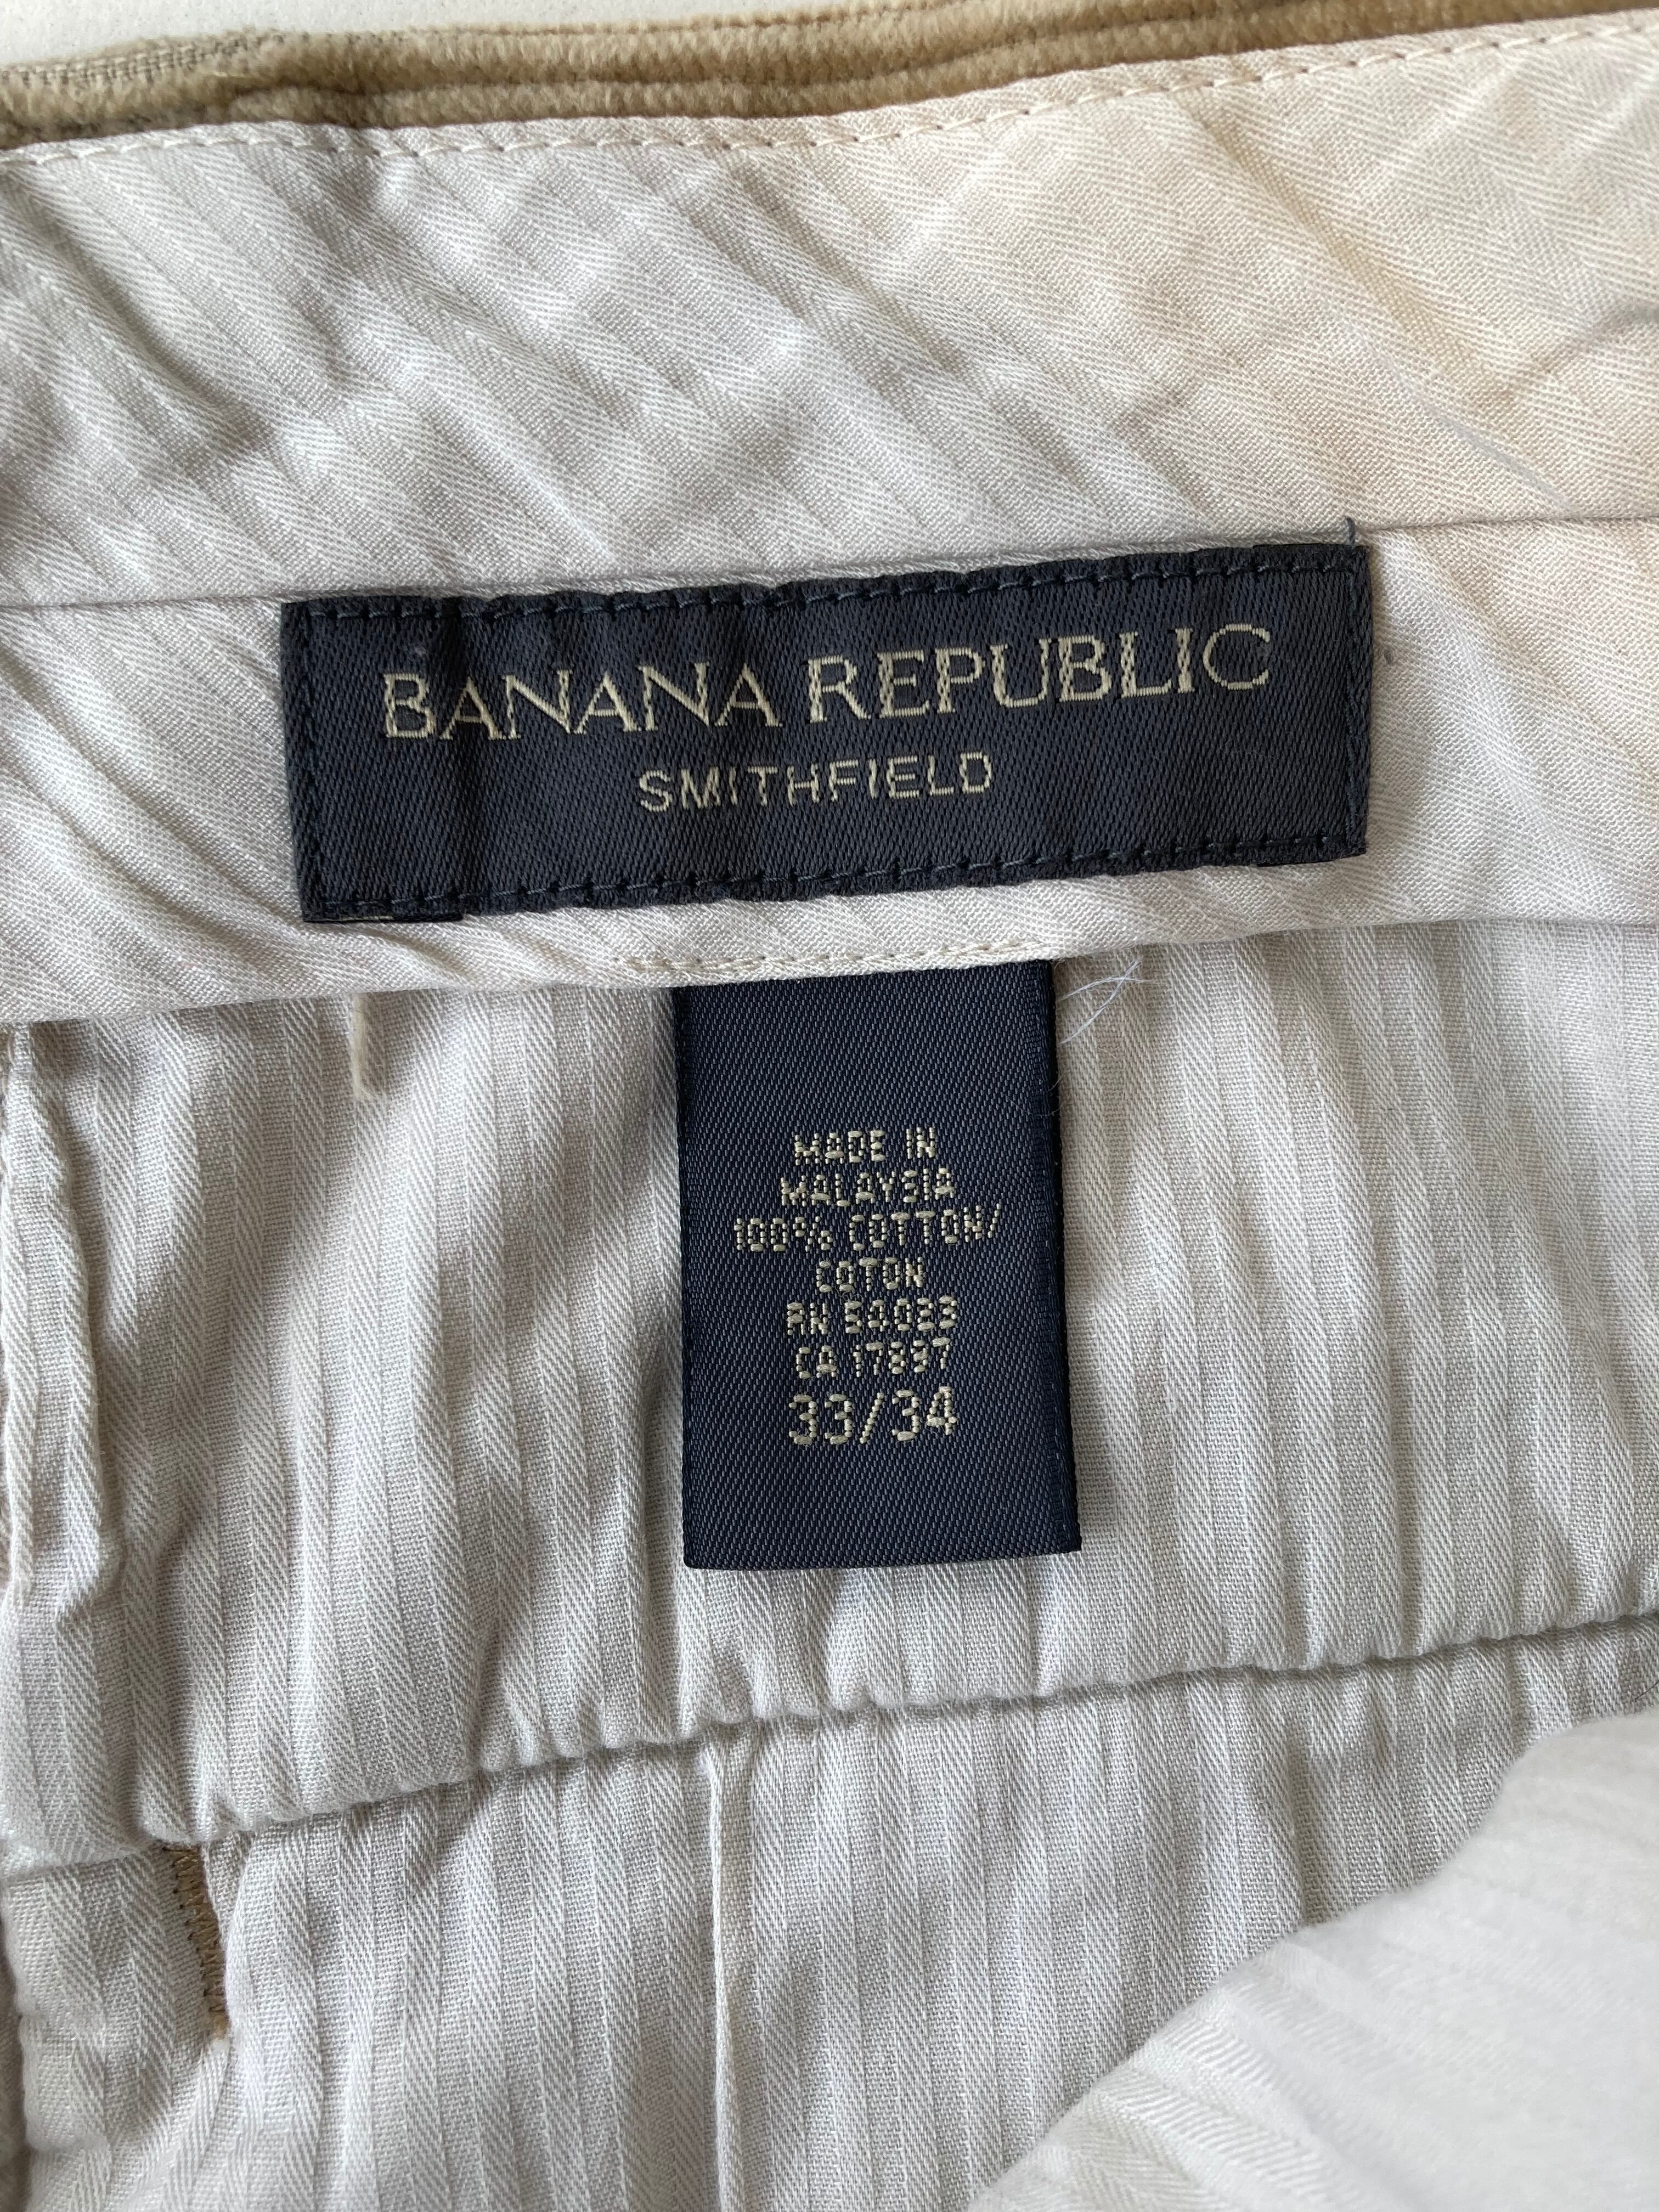 BANANA REPUBLIC
SMITHFIELD
MADE IN
MALAYSIA
100% COTTON/
COTON
RN 54023
CA 17897
33/34